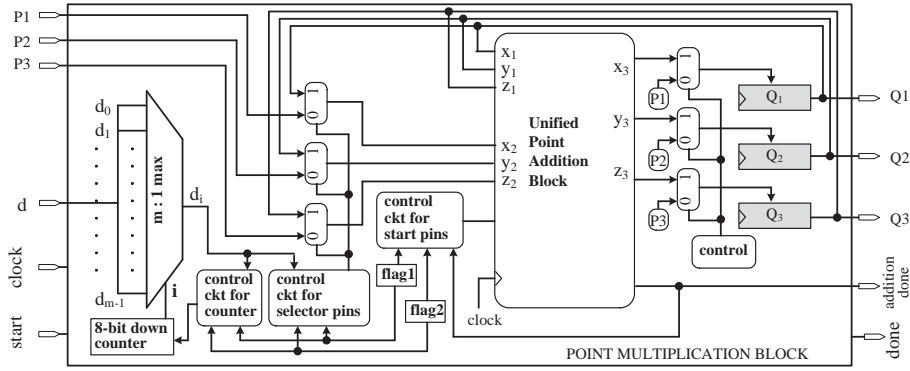 P1
P2
P3
d
clock
start
d0
d1
dm-1
m : 1 max
di
i
8-bit down
counter
control
ckt for
counter
control
ckt for
selector pins
1
0
1
0
1
0
control
ckt for
start pins
flag1
flag2
x1
y1
z1
x2
y2
z2
Unified
Point
Addition
Block
x3
y3
z3
clock
P1
1
0
P2
1
0
P3
1
0
control
Q1
Q2
Q3
Q1
Q2
Q3
addition
done
done
POINT MULTIPLICATION BLOCK